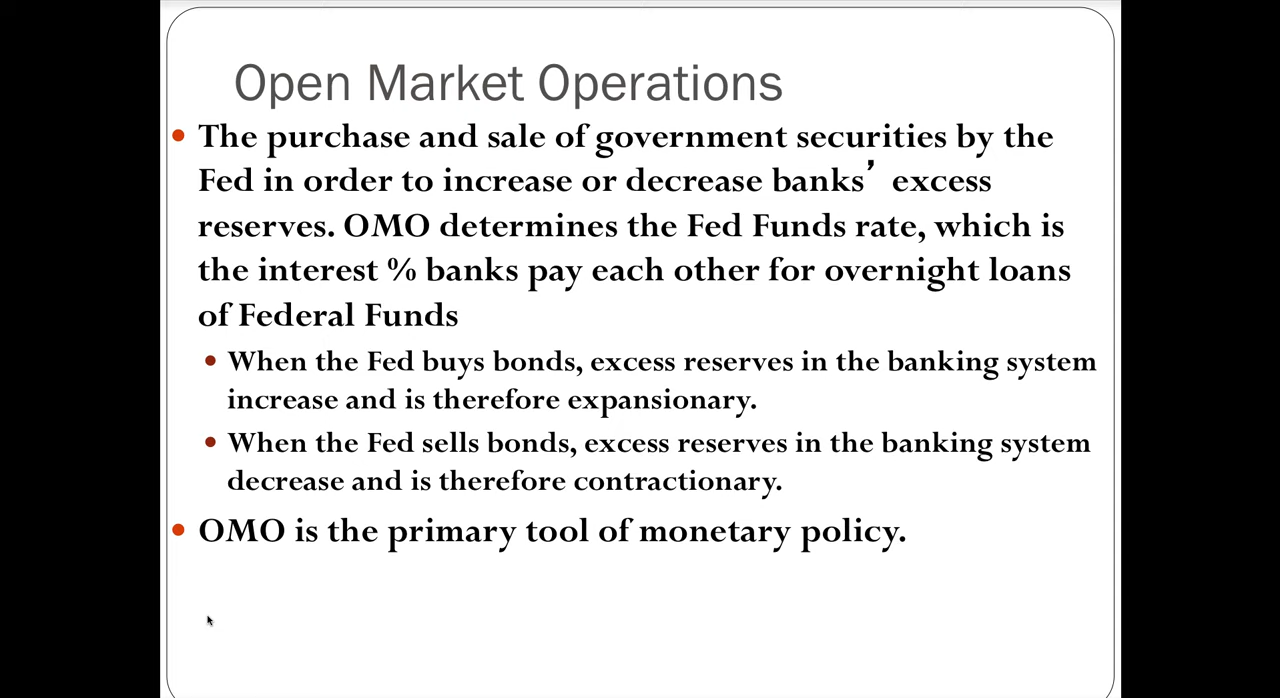 Open Market Operations
The purchase and sale of government securities by the
Fed in order to increase or decrease banks’ excess
reserves. OMO determines the Fed Funds rate, which is
the interest % banks pay each other for overnight loans
of Federal Funds
When the Fed buys bonds, excess reserves in the banking system
increase and is therefore expansionary.
When the Fed sells bonds, excess reserves in the banking system
decrease and is therefore contractionary.
OMO is the primary tool of monetary policy.